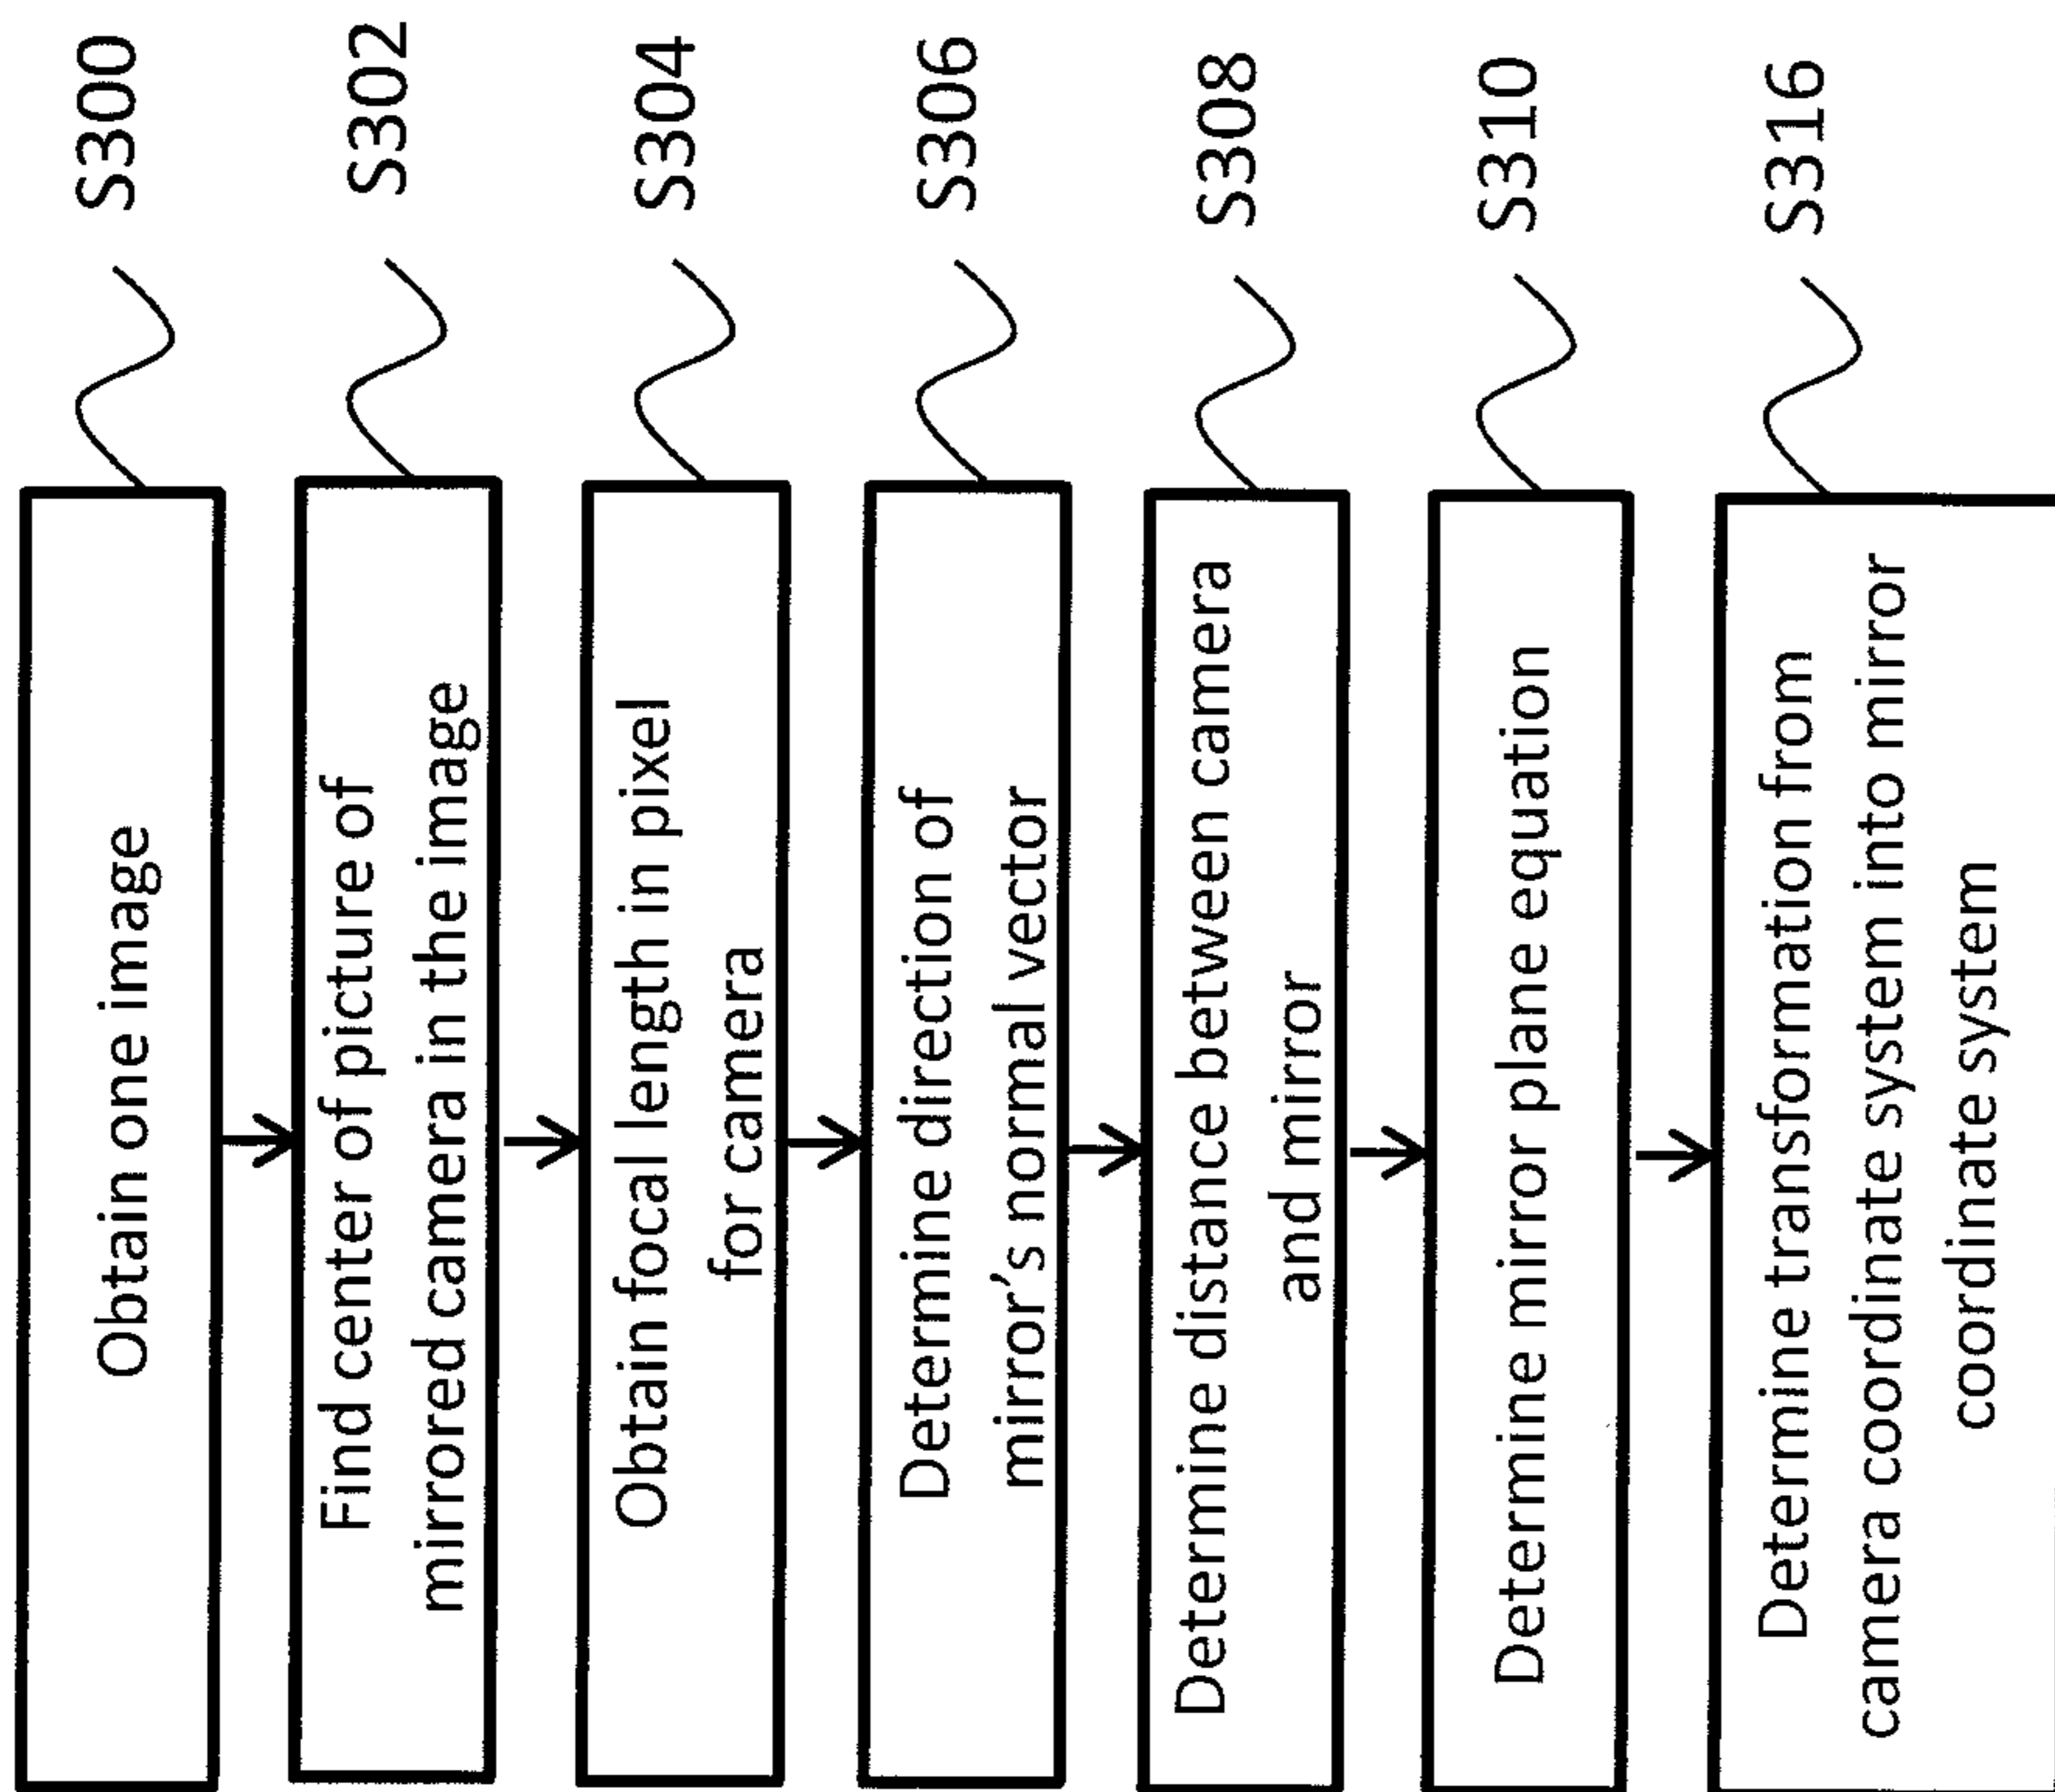 Obtain one image
S300
Find center of picture of
mirrored camera in the image
S302
Obtain focal length in pixel
for camera
S304
Determine direction of
mirror's normal vector
S306
Determine distance between camera
and mirror
S308
Determine mirror plane equation
S310
Determine transformation from
camera coordinate system into mirror
coordinate system
S316